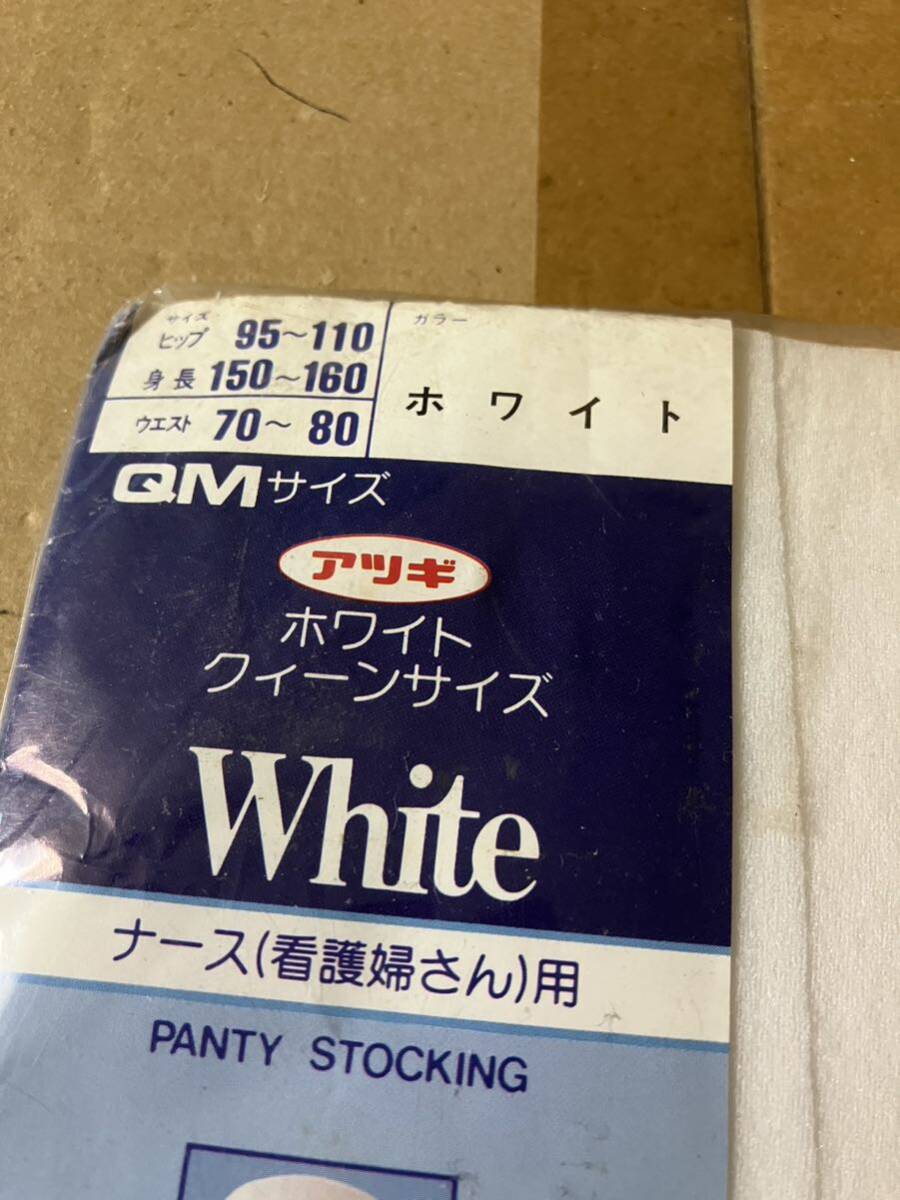 サイズ
ヒップ 95～110
身長 150～160
ウエスト 70～80
カラー
ホワイト
QMサイズ
アツギ
ホワイト
クィーンサイズ
White
ナース(看護婦さん)用
PANTY STOCKING